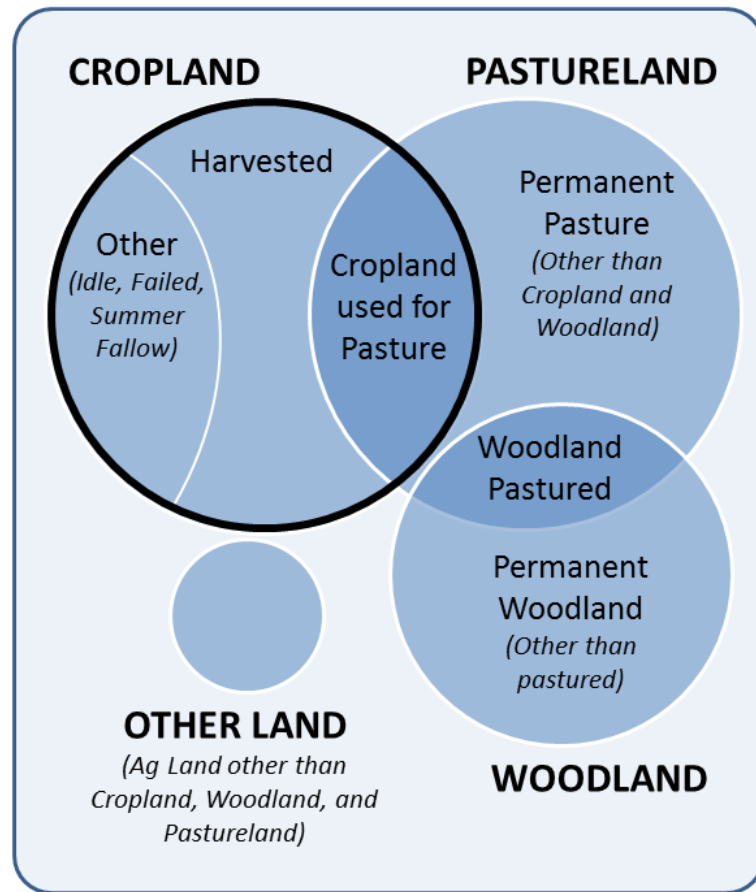 CROPLAND
PASTURELAND
Harvested
Other
(Idle, Failed,
Summer
Fallow)
Cropland
used for
Pasture
Permanent
Pasture
(Other than
Cropland and
Woodland)
Woodland
Pastured
Permanent
Woodland
(Other than
pastured)
OTHER LAND
(Ag Land other than
Cropland, Woodland, and
Pastureland)
WOODLAND